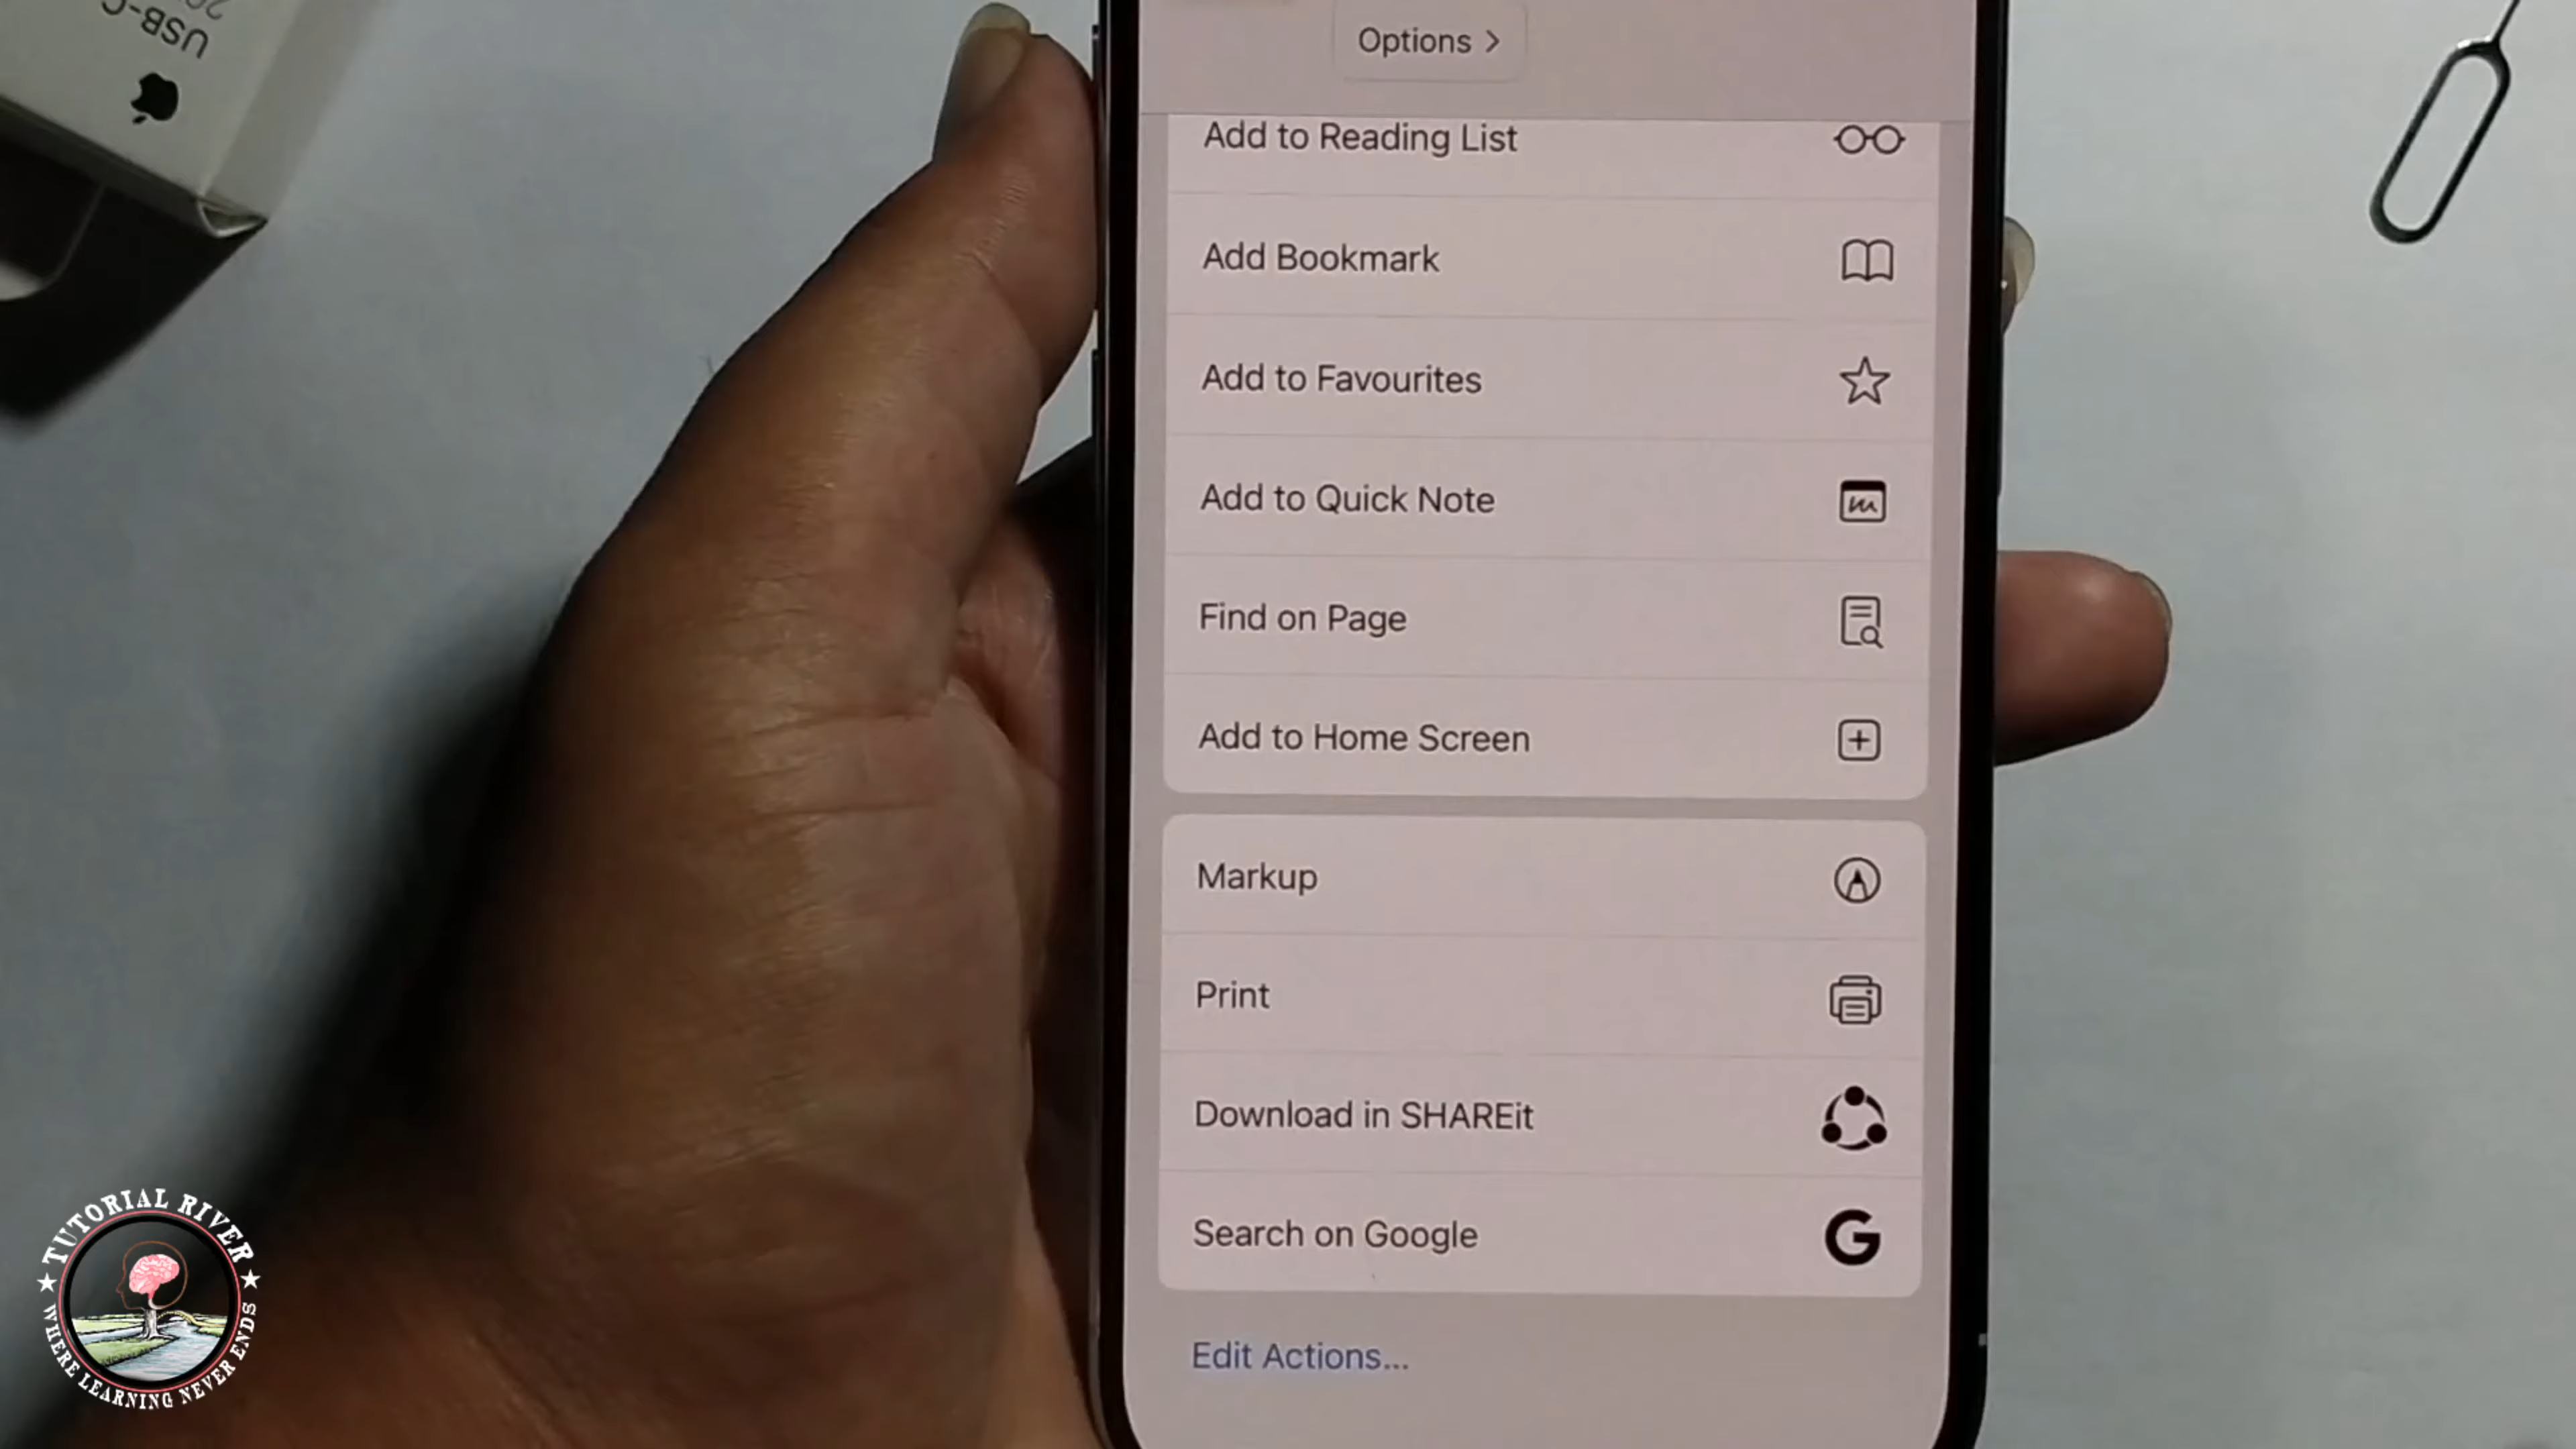 USB-C
20
Options >
Add to Reading List
Add Bookmark
Add to Favourites
Add to Quick Note
Find on Page
Add to Home Screen
Markup
Print
Download in SHAREit
Search on Google
Edit Actions...
TUTORIAL RIVER
WHERE LEARNING NEVER ENDS